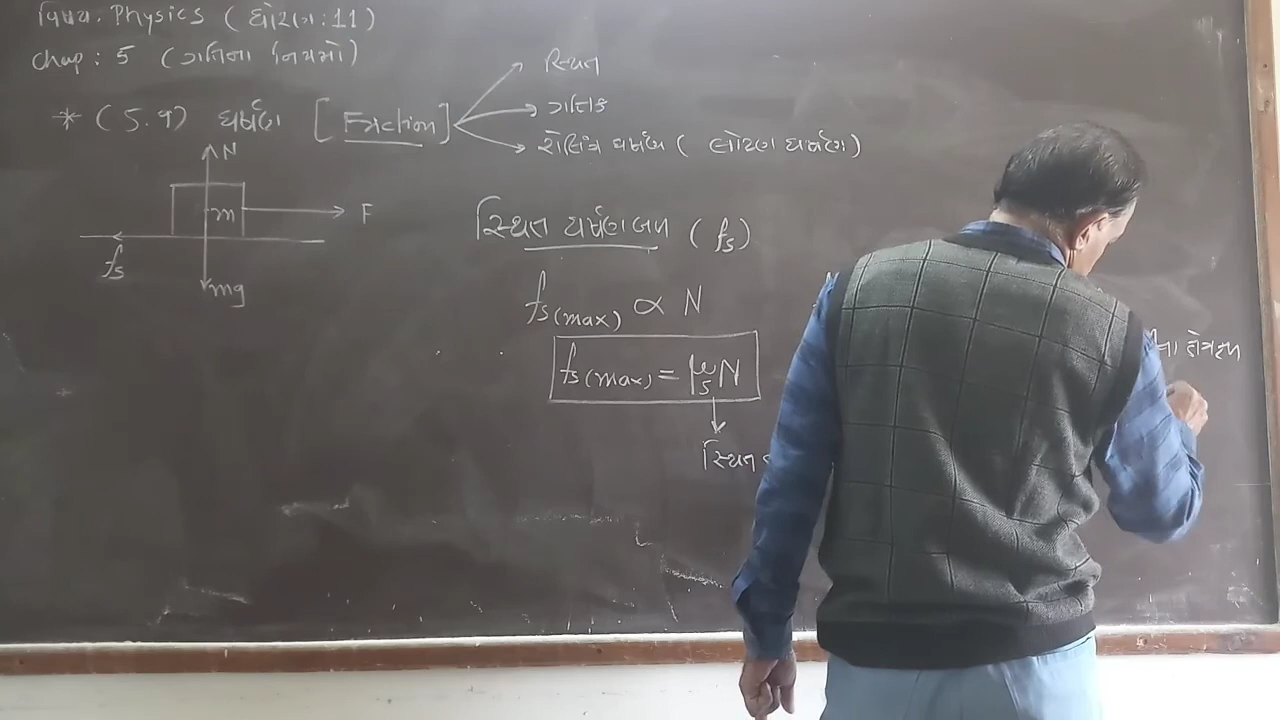 વિષય. Physics (ધોરણ : 11)
Chap : 5 (ગતિના નિયમો)
* (5.9) ઘર્ષણ [Friction]
સ્થિત
ગતિક
રોલિંગ ઘર્ષણ (લોટણ ઘર્ષણ)
N
m
F
fs
mg
સ્થિત ઘર્ષણબળ (fs)
fs(max) ∝ N
fs(max) = μsN
સ્થિત